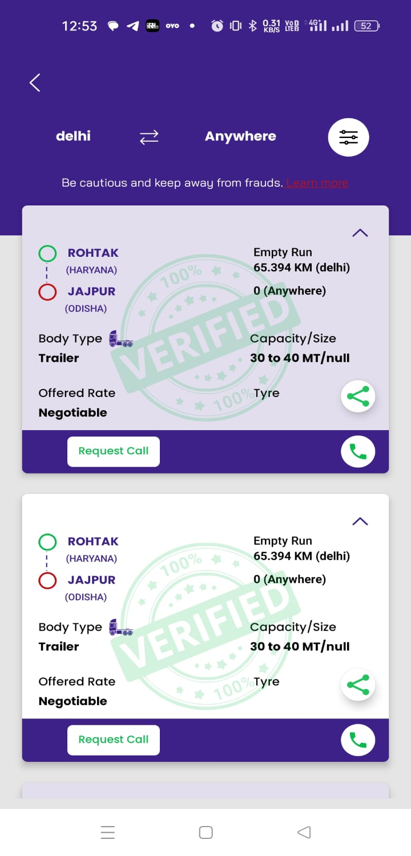 12:53 IRCTC OYO 0.31 KB/S VoD LTE 4G+ 52
delhi Anywhere
Be cautious and keep away from frauds. Learn more
ROHTAK Empty Run
(HARYANA) 65.394 KM (delhi)
JAJPUR 0 (Anywhere)
(ODISHA)
100% VERIFIED 100%
Body Type Capacity/Size
Trailer 30 to 40 MT/null
Offered Rate Tyre
Negotiable
Request Call
ROHTAK Empty Run
(HARYANA) 65.394 KM (delhi)
JAJPUR 0 (Anywhere)
(ODISHA)
100% VERIFIED 100%
Body Type Capacity/Size
Trailer 30 to 40 MT/null
Offered Rate Tyre
Negotiable
Request Call